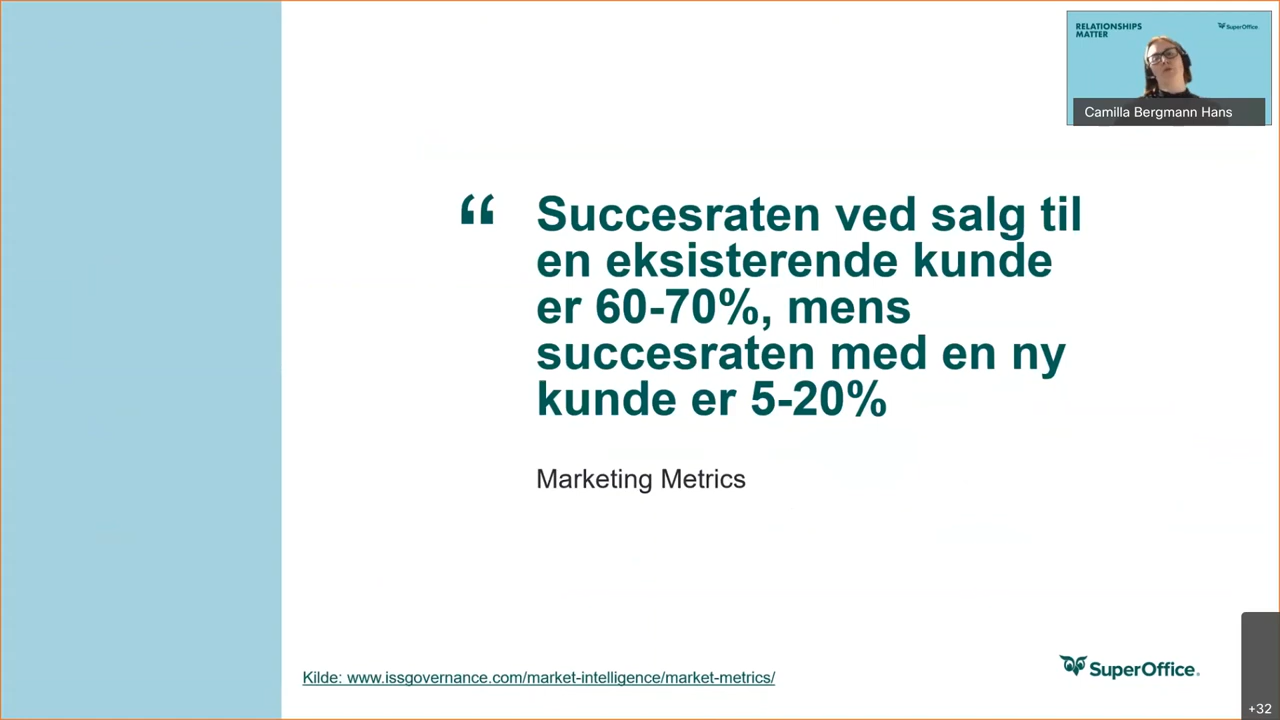 RELATIONSHIPS
MATTER
SuperOffice
Camilla Bergmann Hans
“ Succesraten ved salg til
en eksisterende kunde
er 60-70%, mens
succesraten med en ny
kunde er 5-20%
Marketing Metrics
Kilde: www.issgovernance.com/market-intelligence/market-metrics/
SuperOffice.
+32